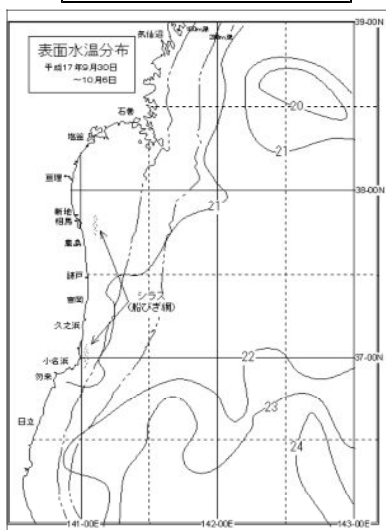 表面水温分布
平成17年9月30日
~10月6日
気仙沼
石巻
塩釜
亘理
新地
相馬
鹿島
請戸
富岡
久之浜
小名浜
勿来
日立
シラス
(船びき網)
20
21
21
22
23
24
39-00N
38-00N
37-00N
141-00E
142-00E
143-00E